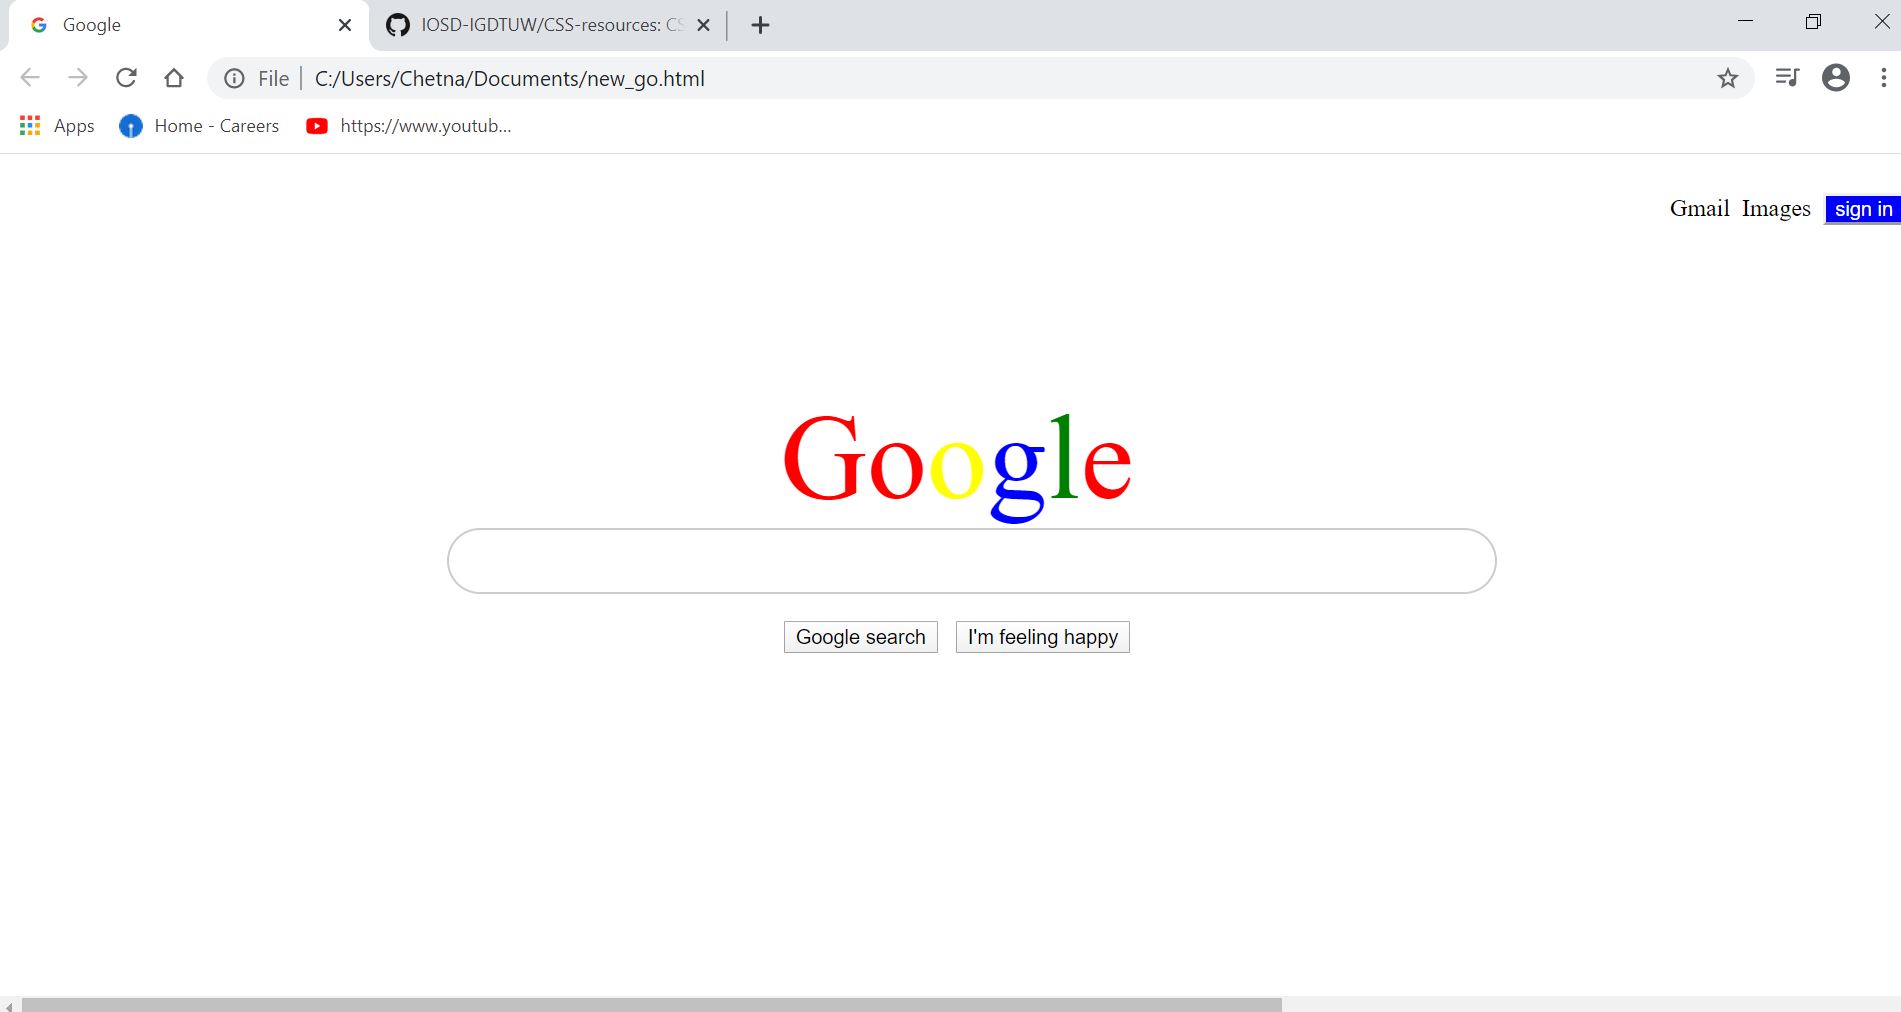 Google
IOSD-IGDTUW/CSS-resources: CS
File
C:/Users/Chetna/Documents/new_go.html
Apps
Home - Careers
https://www.youtub...
Gmail Images sign in
Google
Google search
I'm feeling happy